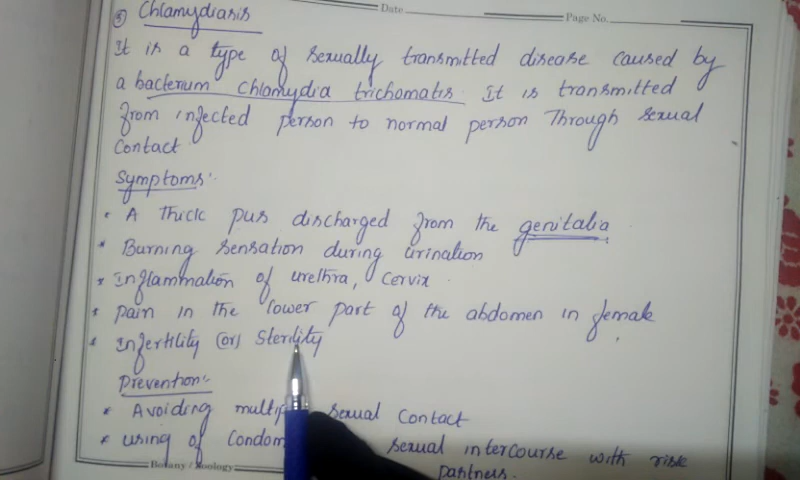 Date
Page No.
5 Chlamydiasis
It is a type of sexually transmitted disease caused by
a bacterium chlamydia trichomatis. It is transmitted
from infected person to normal person Through sexual
Contact
Symptoms:-
* A Thick pus discharged from the genitalia
* Burning sensation during urination
* Inflammation of urethra, Cervix.
* pain in the lower part of the abdomen in female
* Infertility (or) Sterility
Prevention:-
* Avoiding sexual Contact
* using of sexual intercourse with risk
partners.
Botany/Zoology